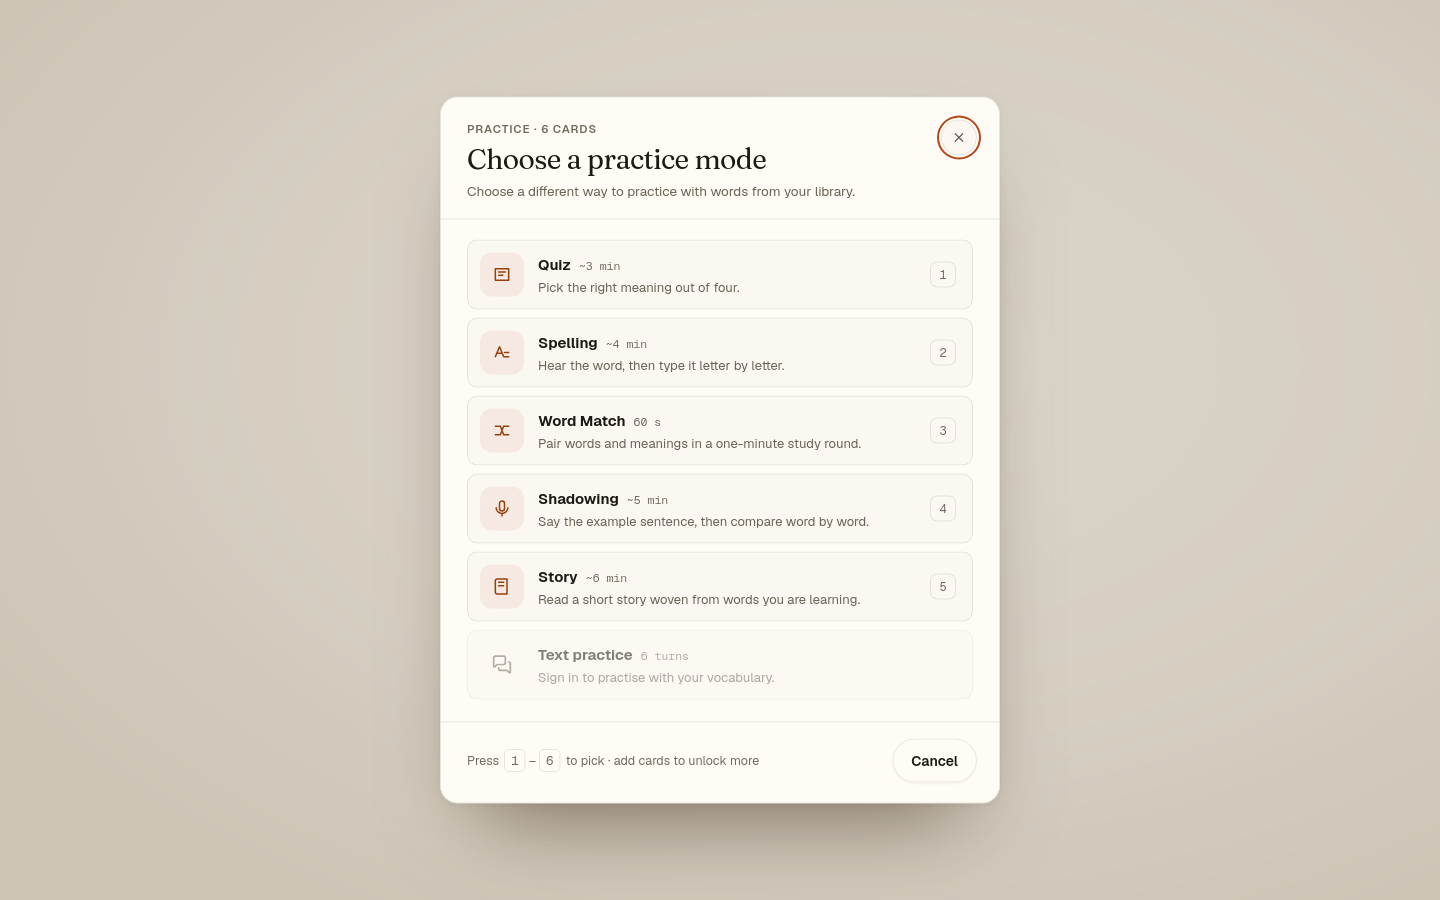 PRACTICE · 6 CARDS
Choose a practice mode
Choose a different way to practice with words from your library.
Quiz ~3 min
Pick the right meaning out of four.
1
Spelling ~4 min
Hear the word, then type it letter by letter.
2
Word Match 60 s
Pair words and meanings in a one-minute study round.
3
Shadowing ~5 min
Say the example sentence, then compare word by word.
4
Story ~6 min
Read a short story woven from words you are learning.
5
Text practice 6 turns
Sign in to practise with your vocabulary.
Press 1 – 6 to pick · add cards to unlock more
Cancel